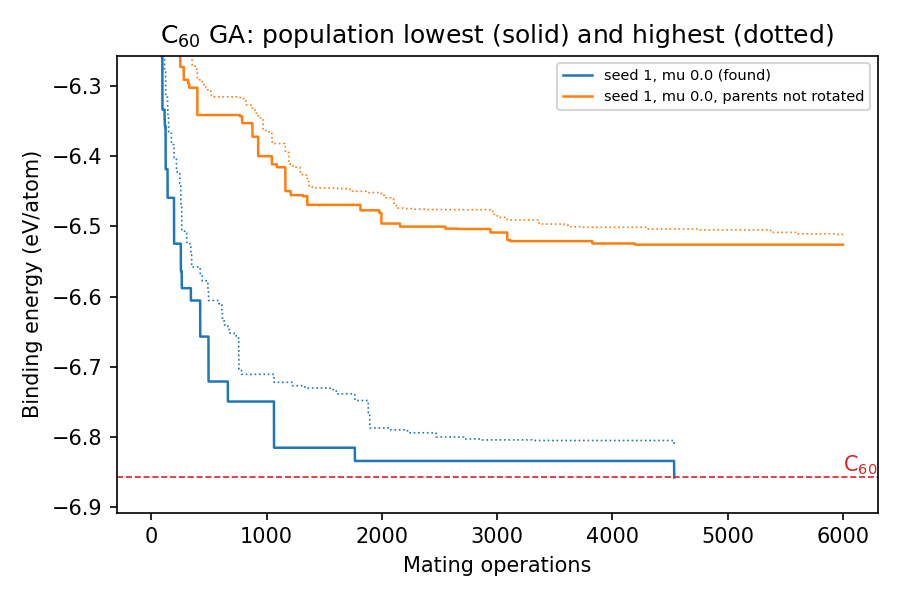 C₆₀ GA: population lowest (solid) and highest (dotted)
seed 1, mu 0.0 (found)
seed 1, mu 0.0, parents not rotated
Binding energy (eV/atom)
−6.3
−6.4
−6.5
−6.6
−6.7
−6.8
−6.9
C₆₀
0
1000
2000
3000
4000
5000
6000
Mating operations